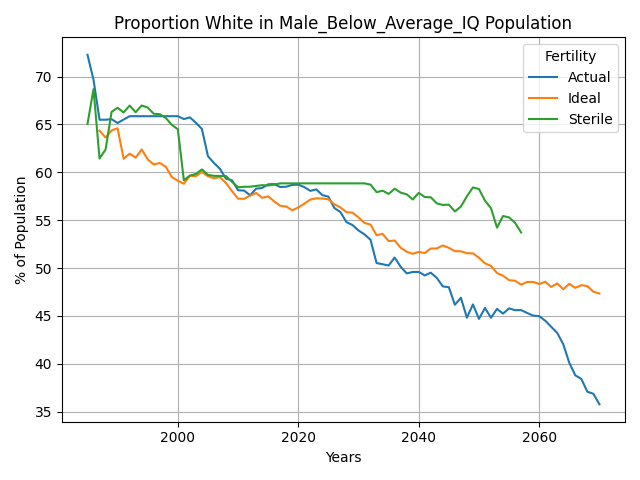 Proportion White in Male_Below_Average_IQ Population
Fertility
Actual
Ideal
Sterile
% of Population
70
65
60
55
50
45
40
35
2000
2020
2040
2060
Years